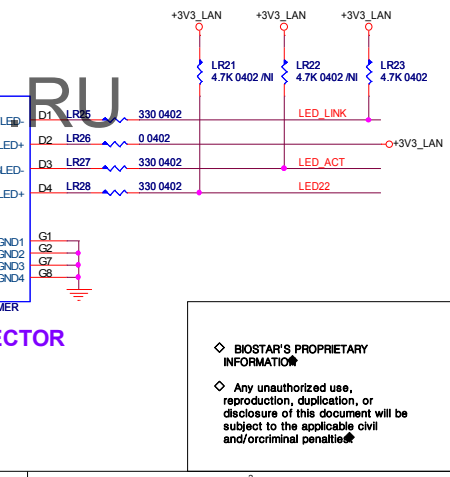 +3V3_LAN +3V3_LAN +3V3_LAN
LR21 LR22 LR23
4.7K 0402 /NI 4.7K 0402 /NI 4.7K 0402
RU
LED- D1 LR25 330 0402 LED_LINK
LED+ D2 LR26 0 0402 +3V3_LAN
LED- D3 LR27 330 0402 LED_ACT
LED+ D4 LR28 330 0402 LED22
GND1 G1
GND2 G2
GND3 G7
GND4 G8
MER
ECTOR
BIOSTAR'S PROPRIETARY
INFORMATION
Any unauthorized use,
reproduction, duplication, or
disclosure of this document will be
subject to the applicable civil
and/orcriminal penalties